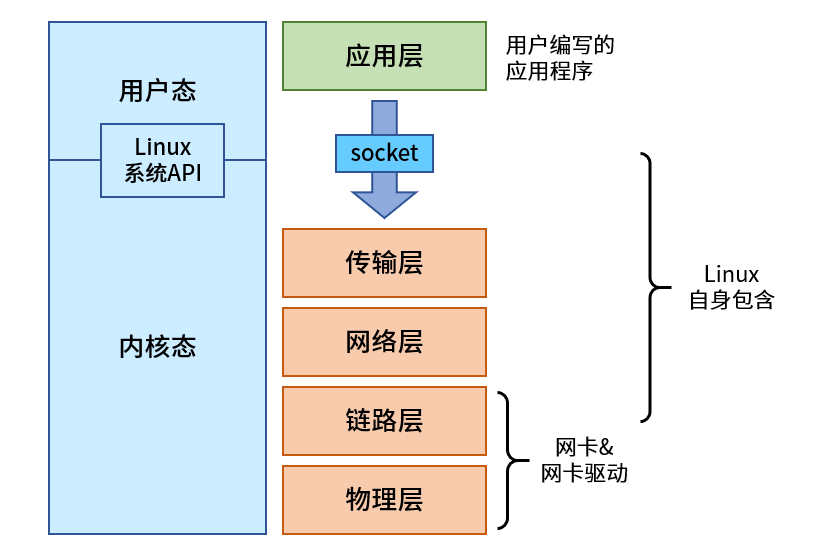 用户态
Linux
系统API
内核态
应用层
用户编写的
应用程序
socket
传输层
网络层
链路层
物理层
Linux
自身包含
网卡&
网卡驱动